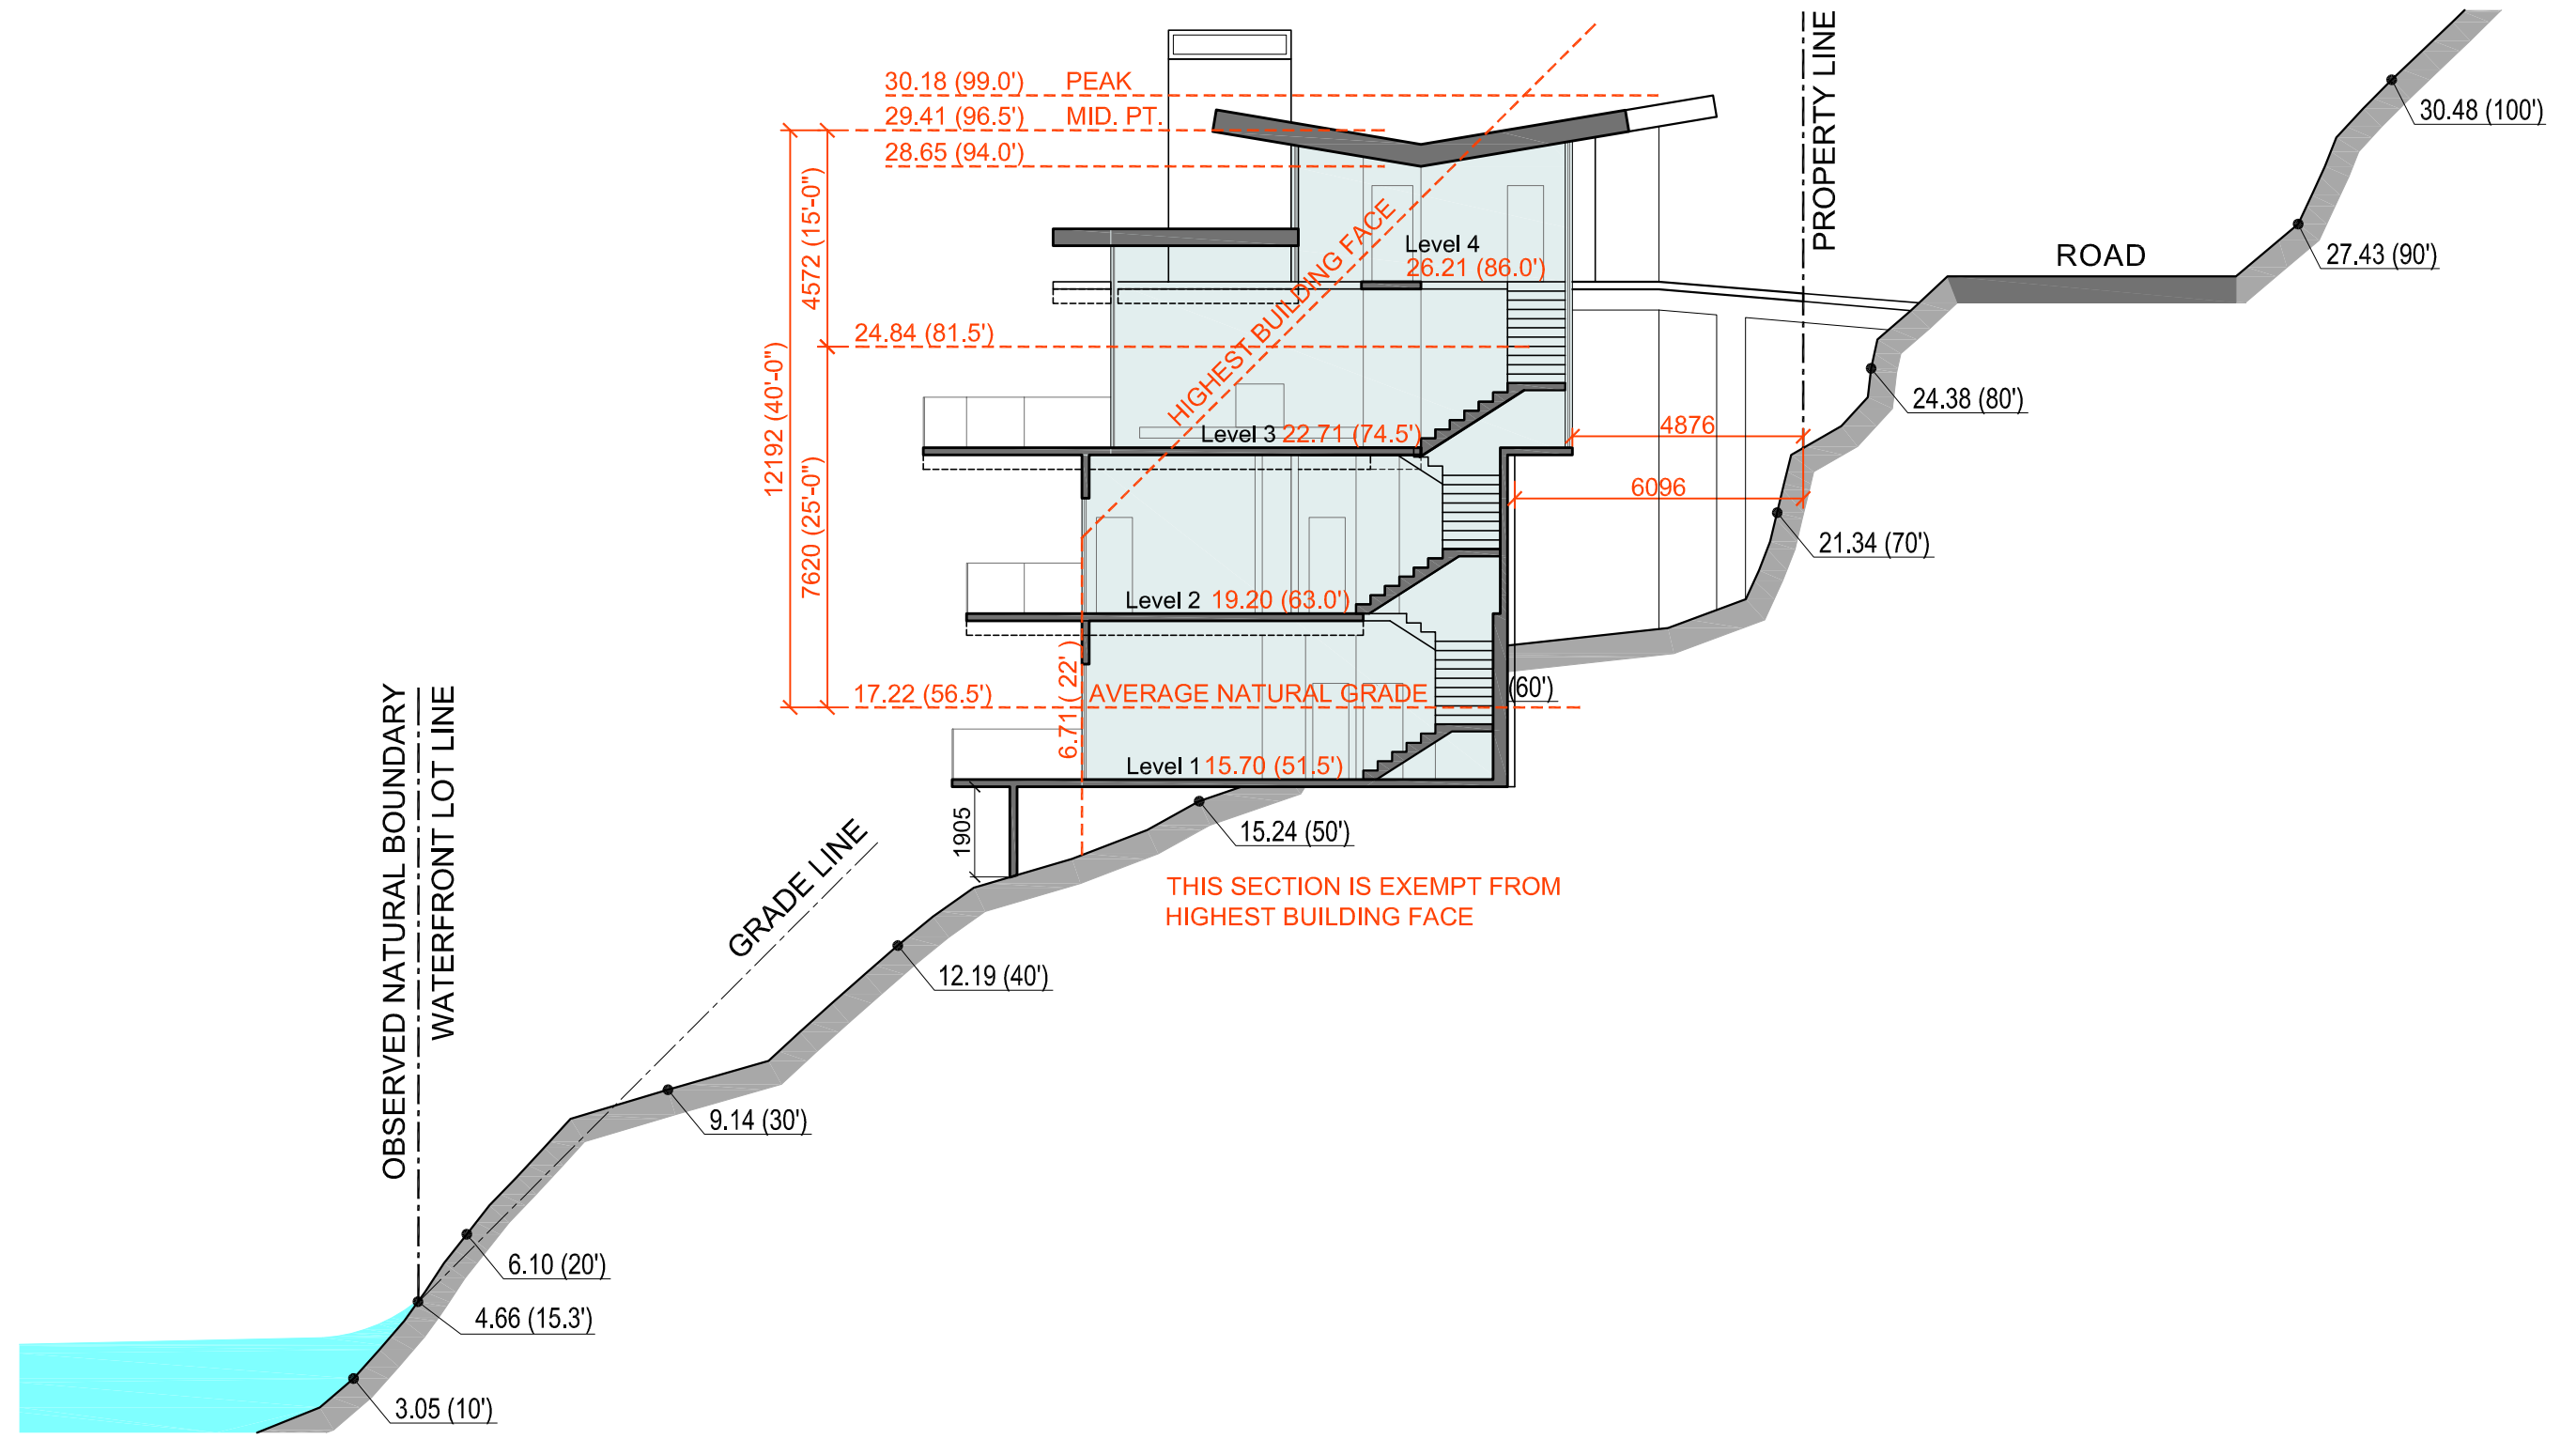 30.18 (99.0') PEAK
29.41 (96.5') MID. PT.
28.65 (94.0')
4572 (15'-0")
12192 (40'-0")
7620 (25'-0")
24.84 (81.5')
17.22 (56.5') AVERAGE NATURAL GRADE
(60')
6.71 ( 22' )
HIGHEST BUILDING FACE
Level 4
26.21 (86.0')
Level 3 22.71 (74.5')
Level 2 19.20 (63.0')
Level 1 15.70 (51.5')
1905
4876
6096
PROPERTY LINE
ROAD
30.48 (100')
27.43 (90')
24.38 (80')
21.34 (70')
15.24 (50')
THIS SECTION IS EXEMPT FROM
HIGHEST BUILDING FACE
12.19 (40')
GRADE LINE
OBSERVED NATURAL BOUNDARY
WATERFRONT LOT LINE
9.14 (30')
6.10 (20')
4.66 (15.3')
3.05 (10')